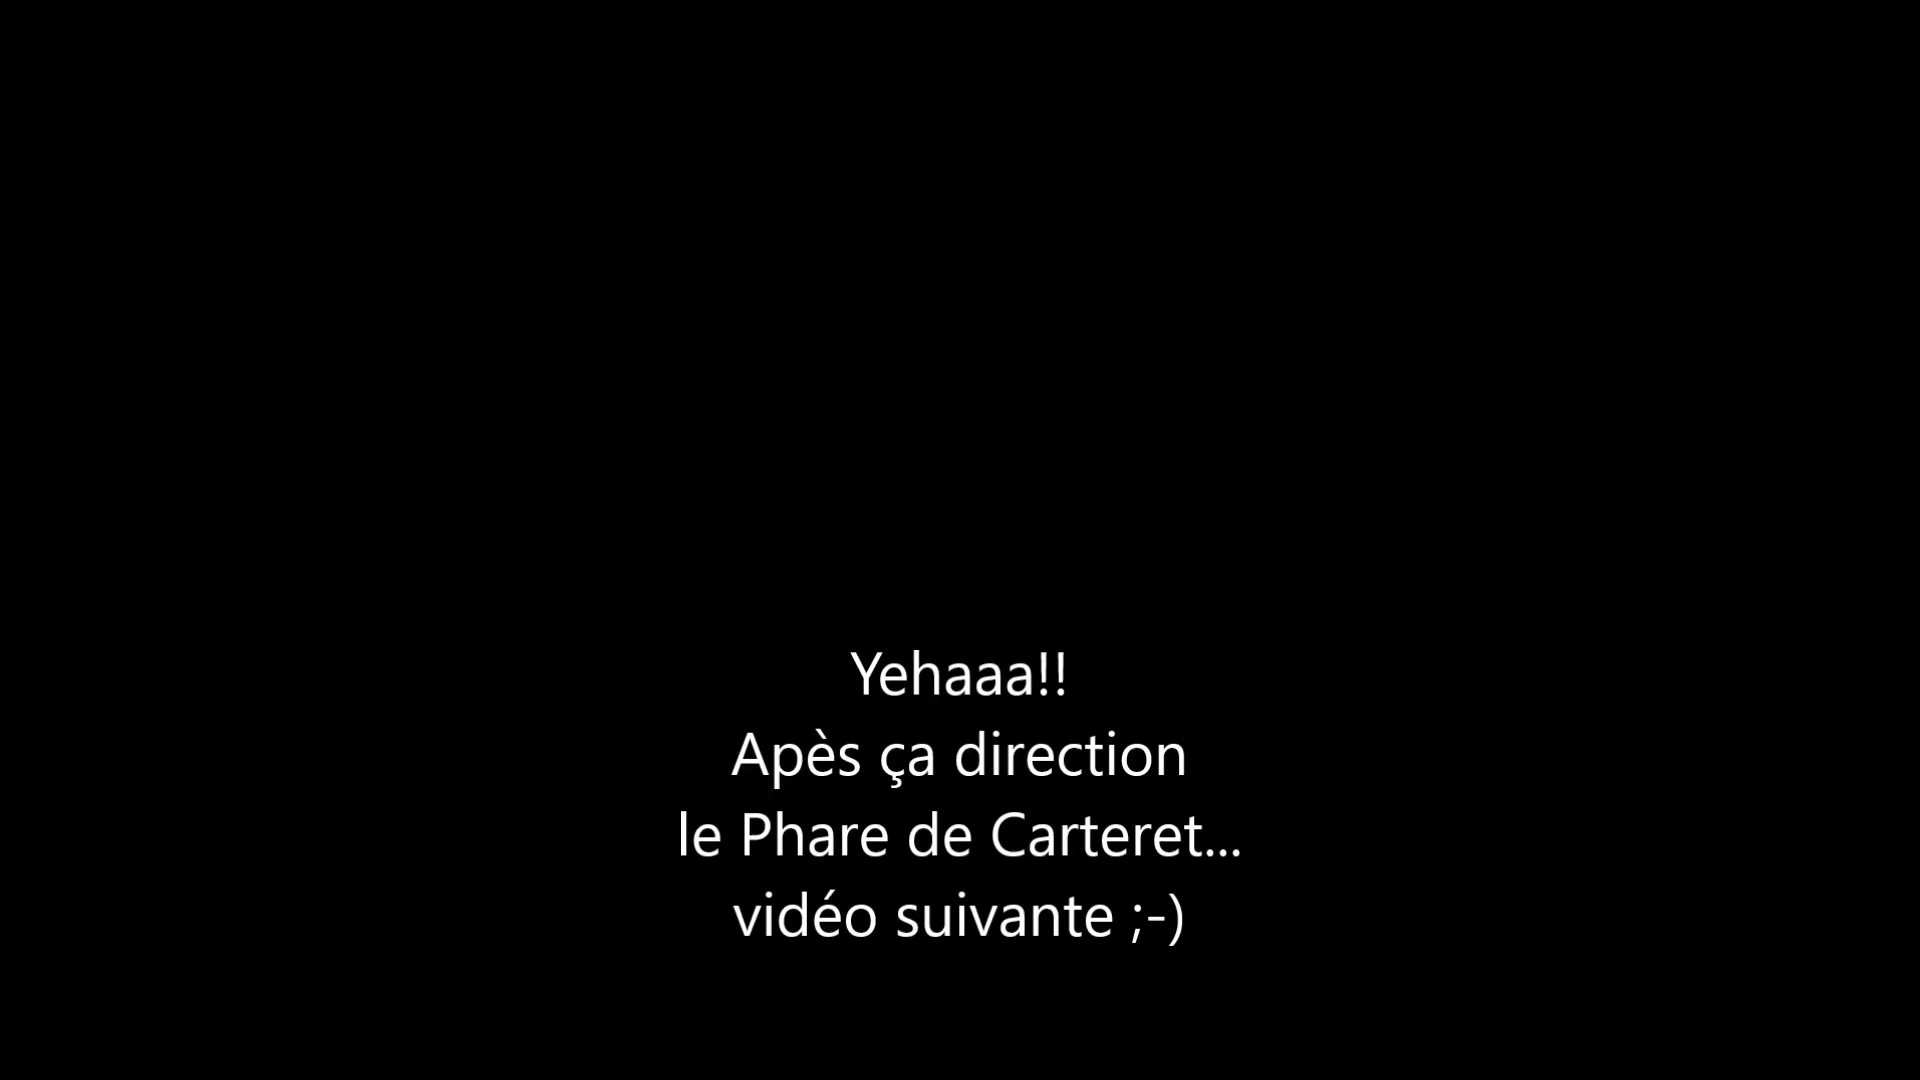 Yehaaa!!
Apès ça direction
le Phare de Carteret...
vidéo suivante ;-)